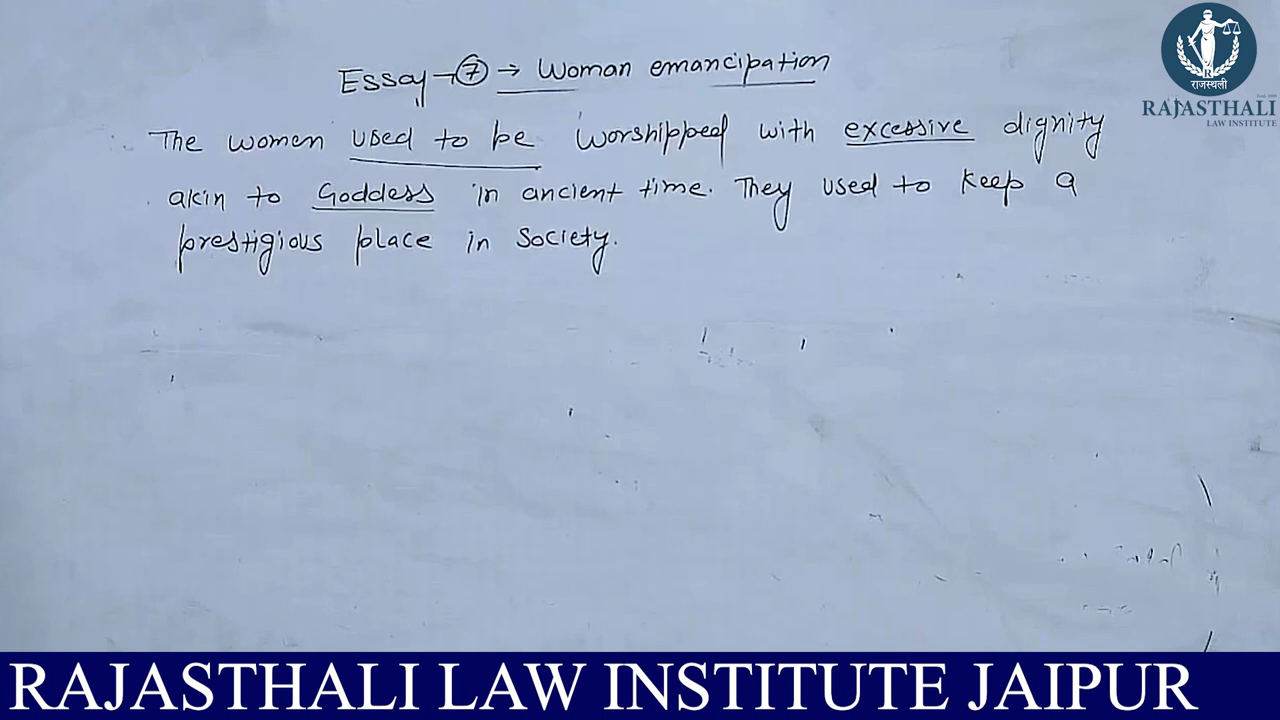 Essay → 7 → Woman emancipation
The women used to be worshipped with excessive dignity
akin to Goddess in ancient time. They used to keep a
prestigious place in society.
राजस्थली
RAJASTHALI
LAW INSTITUTE
RAJASTHALI LAW INSTITUTE JAIPUR